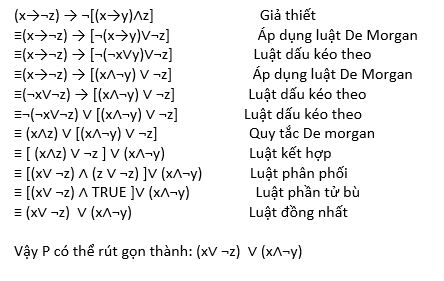 (x→¬z) → ¬[(x→y)∧z] Giả thiết
≡(x→¬z) → [¬(x→y)∨¬z] Áp dụng luật De Morgan
≡(x→¬z) → [¬(¬x∨y)∨¬z] Luật dấu kéo theo
≡(x→¬z) → [(x∧¬y) ∨ ¬z] Áp dụng luật De Morgan
≡(¬x∨¬z) → [(x∧¬y) ∨ ¬z] Luật dấu kéo theo
≡¬(¬x∨¬z) ∨ [(x∧¬y) ∨ ¬z] Luật dấu kéo theo
≡ (x∧z) ∨ [(x∧¬y) ∨ ¬z] Quy tắc De morgan
≡ [ (x∧z) ∨ ¬z ] ∨ (x∧¬y) Luật kết hợp
≡ [(x∨ ¬z) ∧ (z ∨ ¬z) ]∨ (x∧¬y) Luật phân phối
≡ [(x∨ ¬z) ∧ TRUE ]∨ (x∧¬y) Luật phần tử bù
≡ (x∨ ¬z) ∨ (x∧¬y) Luật đồng nhất
Vậy P có thể rút gọn thành: (x∨ ¬z) ∨ (x∧¬y)